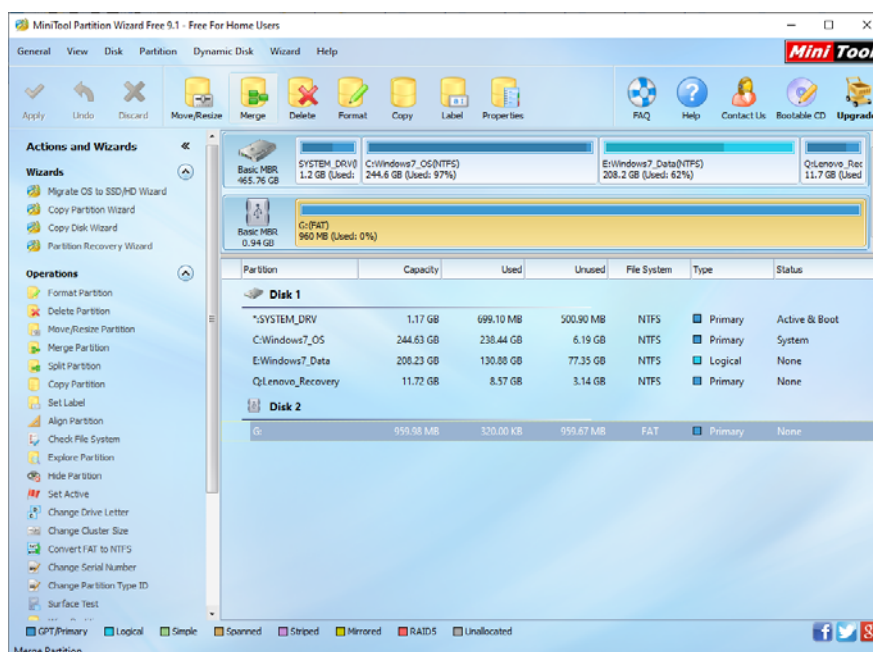 MiniTool Partition Wizard Free 9.1 - Free For Home Users
General View Disk Partition Dynamic Disk Wizard Help
Mini Tool
Apply Undo Discard Move/Resize Merge Delete Format Copy Label Properties FAQ Help Contact Us Bootable CD Upgrade
Actions and Wizards
Wizards
Migrate OS to SSD/HD Wizard
Copy Partition Wizard
Copy Disk Wizard
Partition Recovery Wizard
Operations
Format Partition
Delete Partition
Move/Resize Partition
Merge Partition
Split Partition
Copy Partition
Set Label
Align Partition
Check File System
Explore Partition
Hide Partition
Set Active
Change Drive Letter
Change Cluster Size
Convert FAT to NTFS
Change Serial Number
Change Partition Type ID
Surface Test
Basic MBR
465.76 GB
SYSTEM_DRV(
1.2 GB (Used:
C:Windows7_OS(NTFS)
244.6 GB (Used: 97%)
E:Windows7_Data(NTFS)
208.2 GB (Used: 62%)
Q:Lenovo_Rec
11.7 GB (Used
Basic MBR
0.94 GB
G:(FAT)
960 MB (Used: 0%)
Partition Capacity Used Unused File System Type Status
Disk 1
*:SYSTEM_DRV 1.17 GB 699.10 MB 500.90 MB NTFS Primary Active & Boot
C:Windows7_OS 244.63 GB 238.44 GB 6.19 GB NTFS Primary System
E:Windows7_Data 208.23 GB 130.88 GB 77.35 GB NTFS Logical None
Q:Lenovo_Recovery 11.72 GB 8.57 GB 3.14 GB NTFS Primary None
Disk 2
G: 959.98 MB 320.00 KB 959.67 MB FAT Primary None
GPT/Primary Logical Simple Spanned Striped Mirrored RAID5 Unallocated
Merge Partition